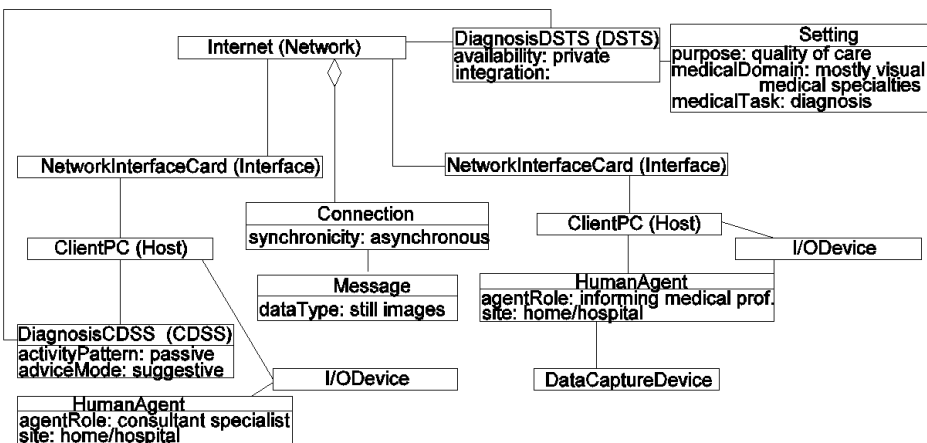 Internet (Network)
DiagnosisDSTS (DSTS)
availability: private
integration:
Setting
purpose: quality of care
medicalDomain: mostly visual
medical specialties
medicalTask: diagnosis
NetworkInterfaceCard (Interface)
NetworkInterfaceCard (Interface)
Connection
synchronicity: asynchronous
ClientPC (Host)
ClientPC (Host)
I/ODevice
Message
dataType: still images
HumanAgent
agentRole: informing medical prof.
site: home/hospital
DiagnosisCDSS (CDSS)
activityPattern: passive
adviceMode: suggestive
I/ODevice
DataCaptureDevice
HumanAgent
agentRole: consultant specialist
site: home/hospital